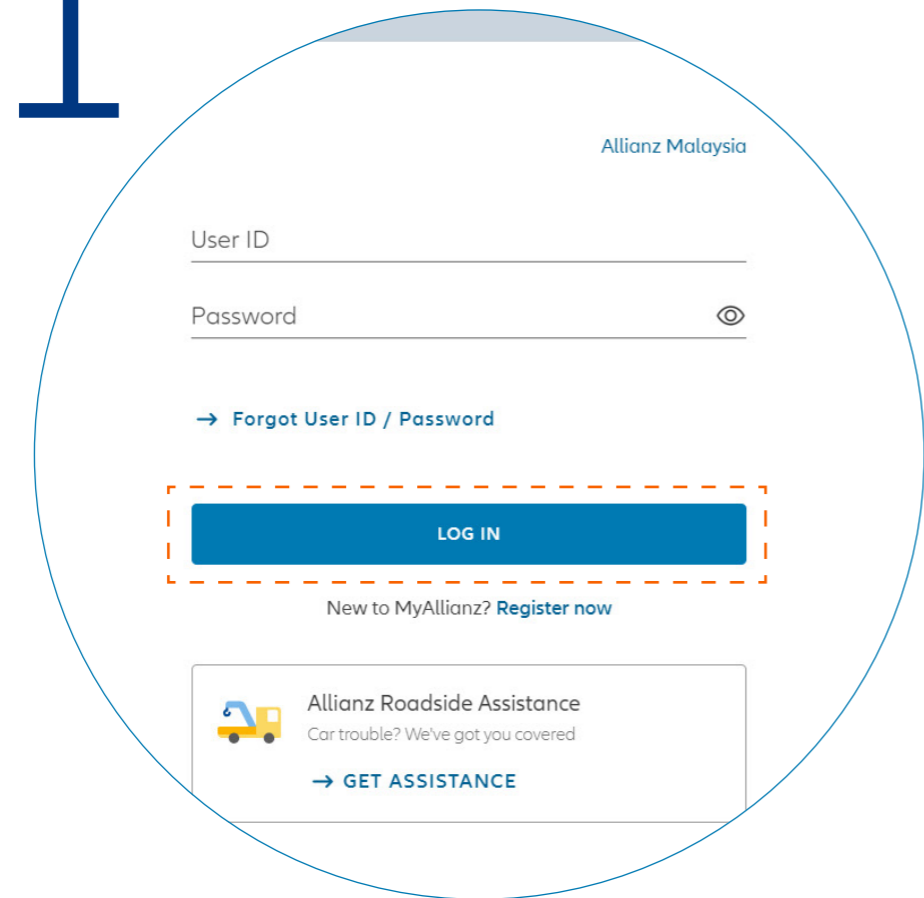 1
Allianz Malaysia
User ID
Password
→ Forgot User ID / Password
LOG IN
New to MyAllianz? Register now
Allianz Roadside Assistance
Car trouble? We've got you covered
→ GET ASSISTANCE